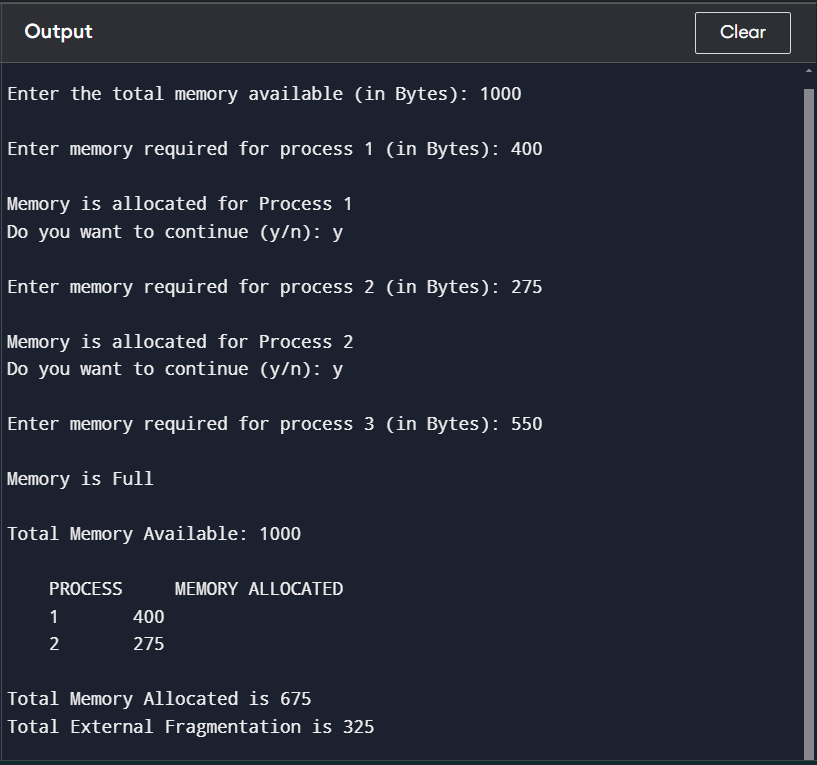 Output
Clear
Enter the total memory available (in Bytes): 1000
Enter memory required for process 1 (in Bytes): 400
Memory is allocated for Process 1
Do you want to continue (y/n): y
Enter memory required for process 2 (in Bytes): 275
Memory is allocated for Process 2
Do you want to continue (y/n): y
Enter memory required for process 3 (in Bytes): 550
Memory is Full
Total Memory Available: 1000
PROCESS MEMORY ALLOCATED
1 400
2 275
Total Memory Allocated is 675
Total External Fragmentation is 325